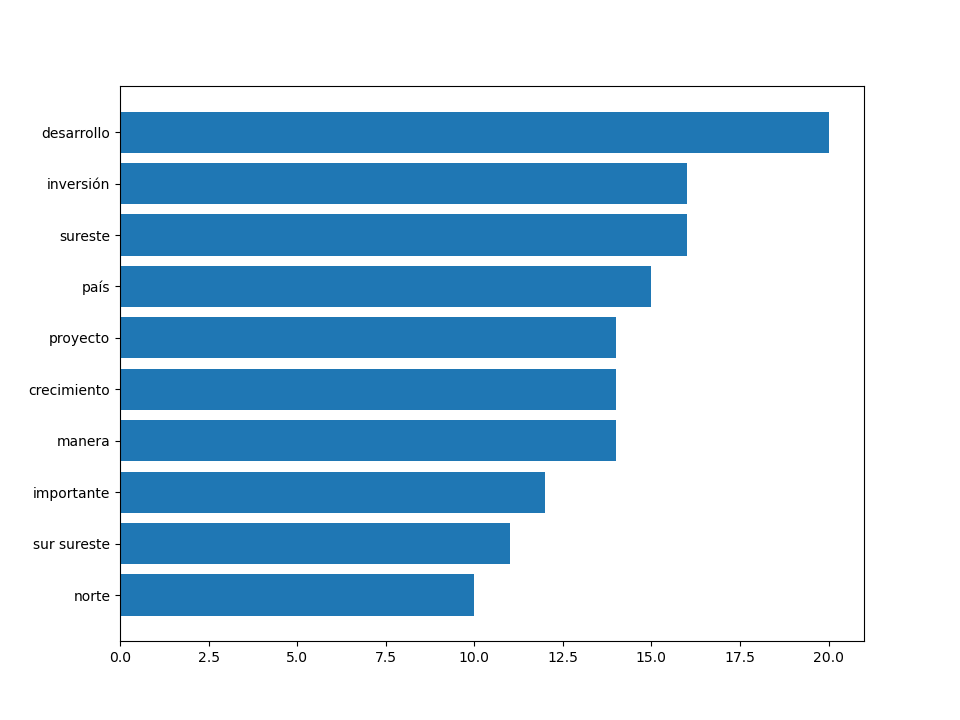 desarrollo
inversión
sureste
país
proyecto
crecimiento
manera
importante
sur sureste
norte
0.0 2.5 5.0 7.5 10.0 12.5 15.0 17.5 20.0